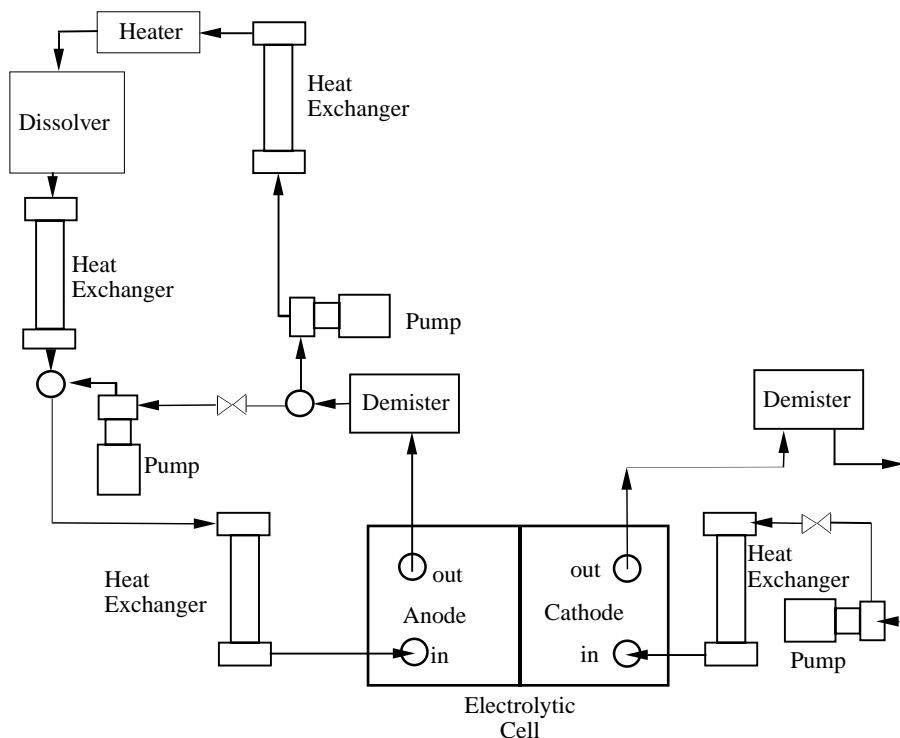 Heater
Heat
Exchanger
Dissolver
Heat
Exchanger
Pump
Demister
Demister
Pump
Heat
Exchanger
out
out
Heat
Exchanger
Anode
Cathode
in
in
Pump
Electrolytic
Cell